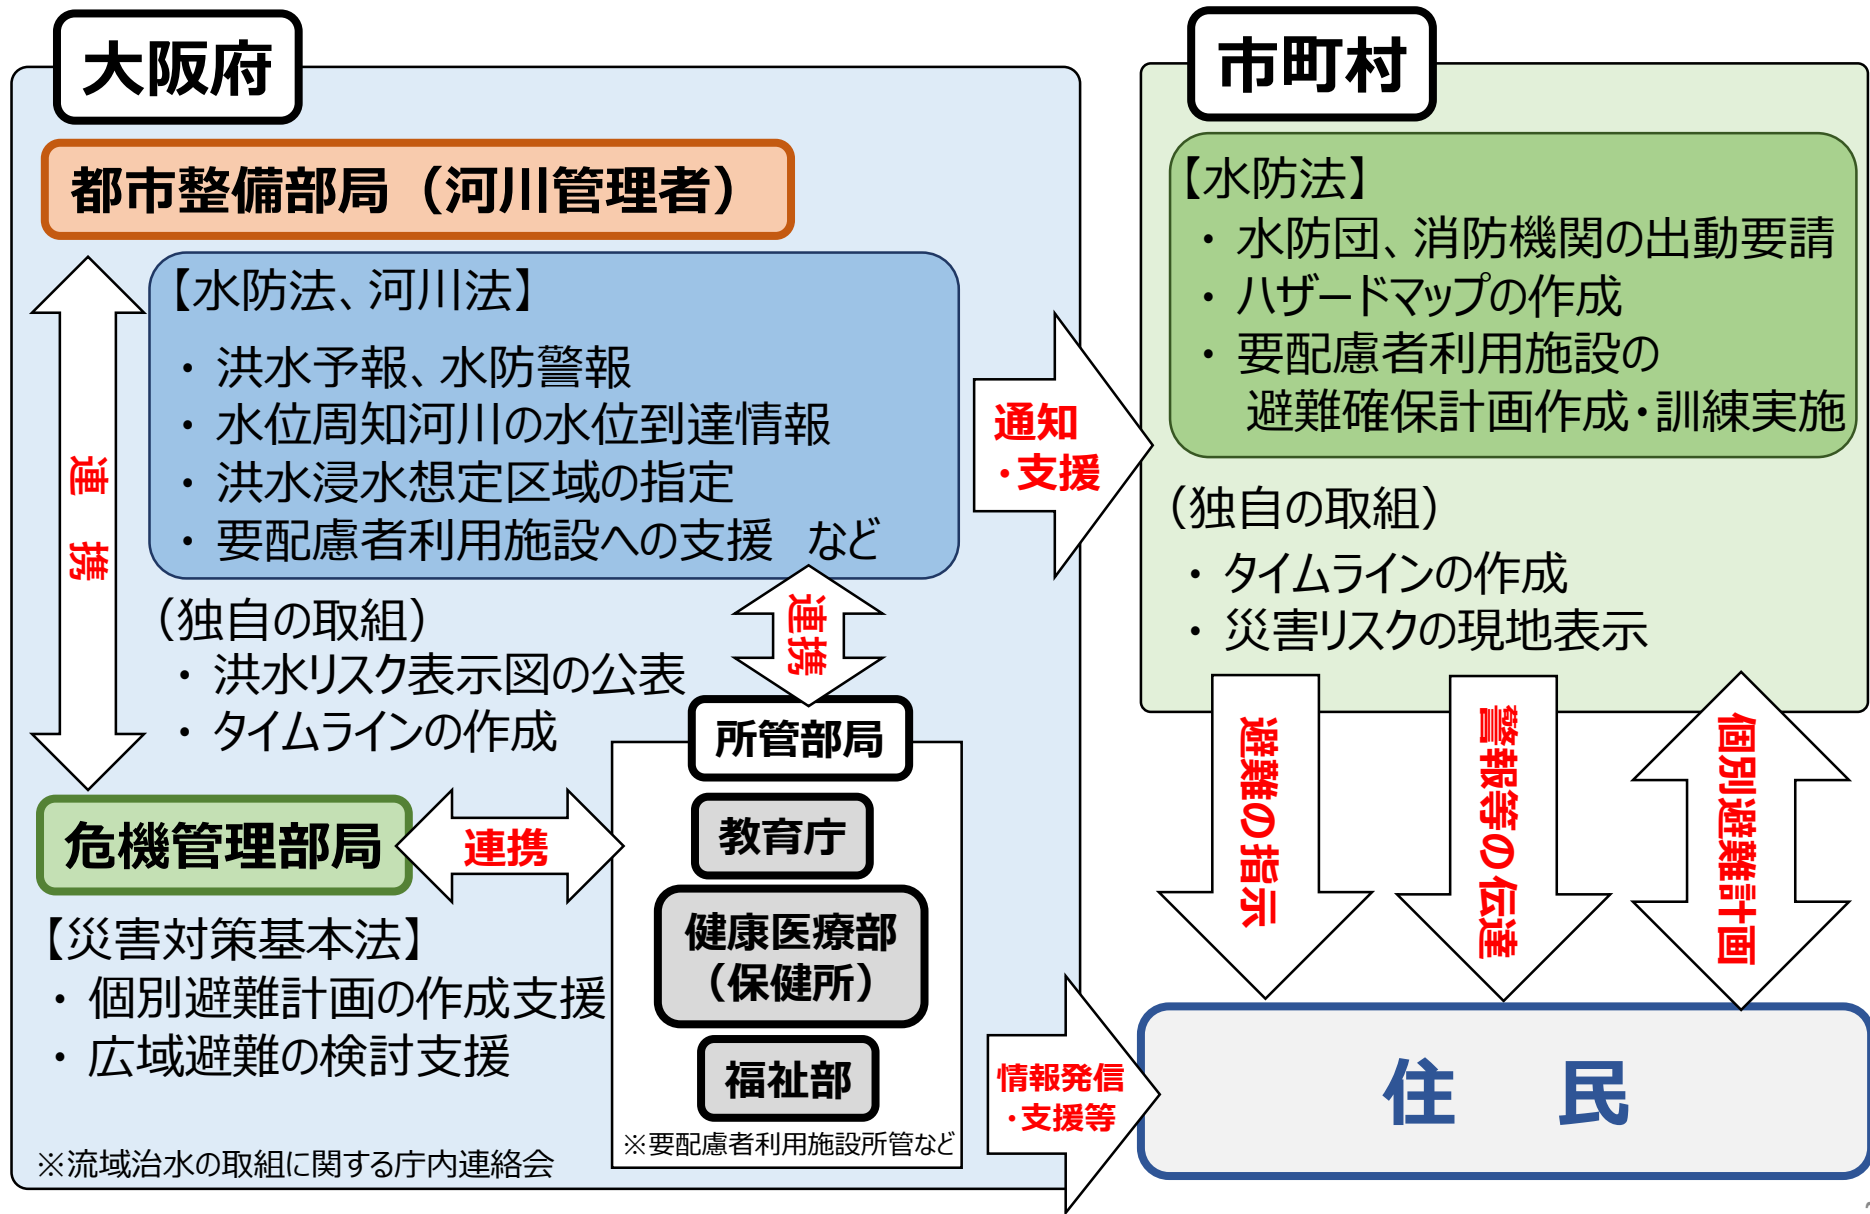 大阪府
都市整備部局（河川管理者）
【水防法、河川法】
・洪水予報、水防警報
・水位周知河川の水位到達情報
・洪水浸水想定区域の指定
・要配慮者利用施設への支援　など
連　携
（独自の取組）
・洪水リスク表示図の公表
・タイムラインの作成
連携
所管部局
教育庁
健康医療部
（保健所）
福祉部
※要配慮者利用施設所管など
危機管理部局
連携
【災害対策基本法】
・個別避難計画の作成支援
・広域避難の検討支援
※流域治水の取組に関する庁内連絡会
通知
・支援
情報発信
・支援等
市町村
【水防法】
・水防団、消防機関の出動要請
・ハザードマップの作成
・要配慮者利用施設の
避難確保計画作成・訓練実施
（独自の取組）
・タイムラインの作成
・災害リスクの現地表示
避難の指示
警報等の伝達
個別避難計画
住　民